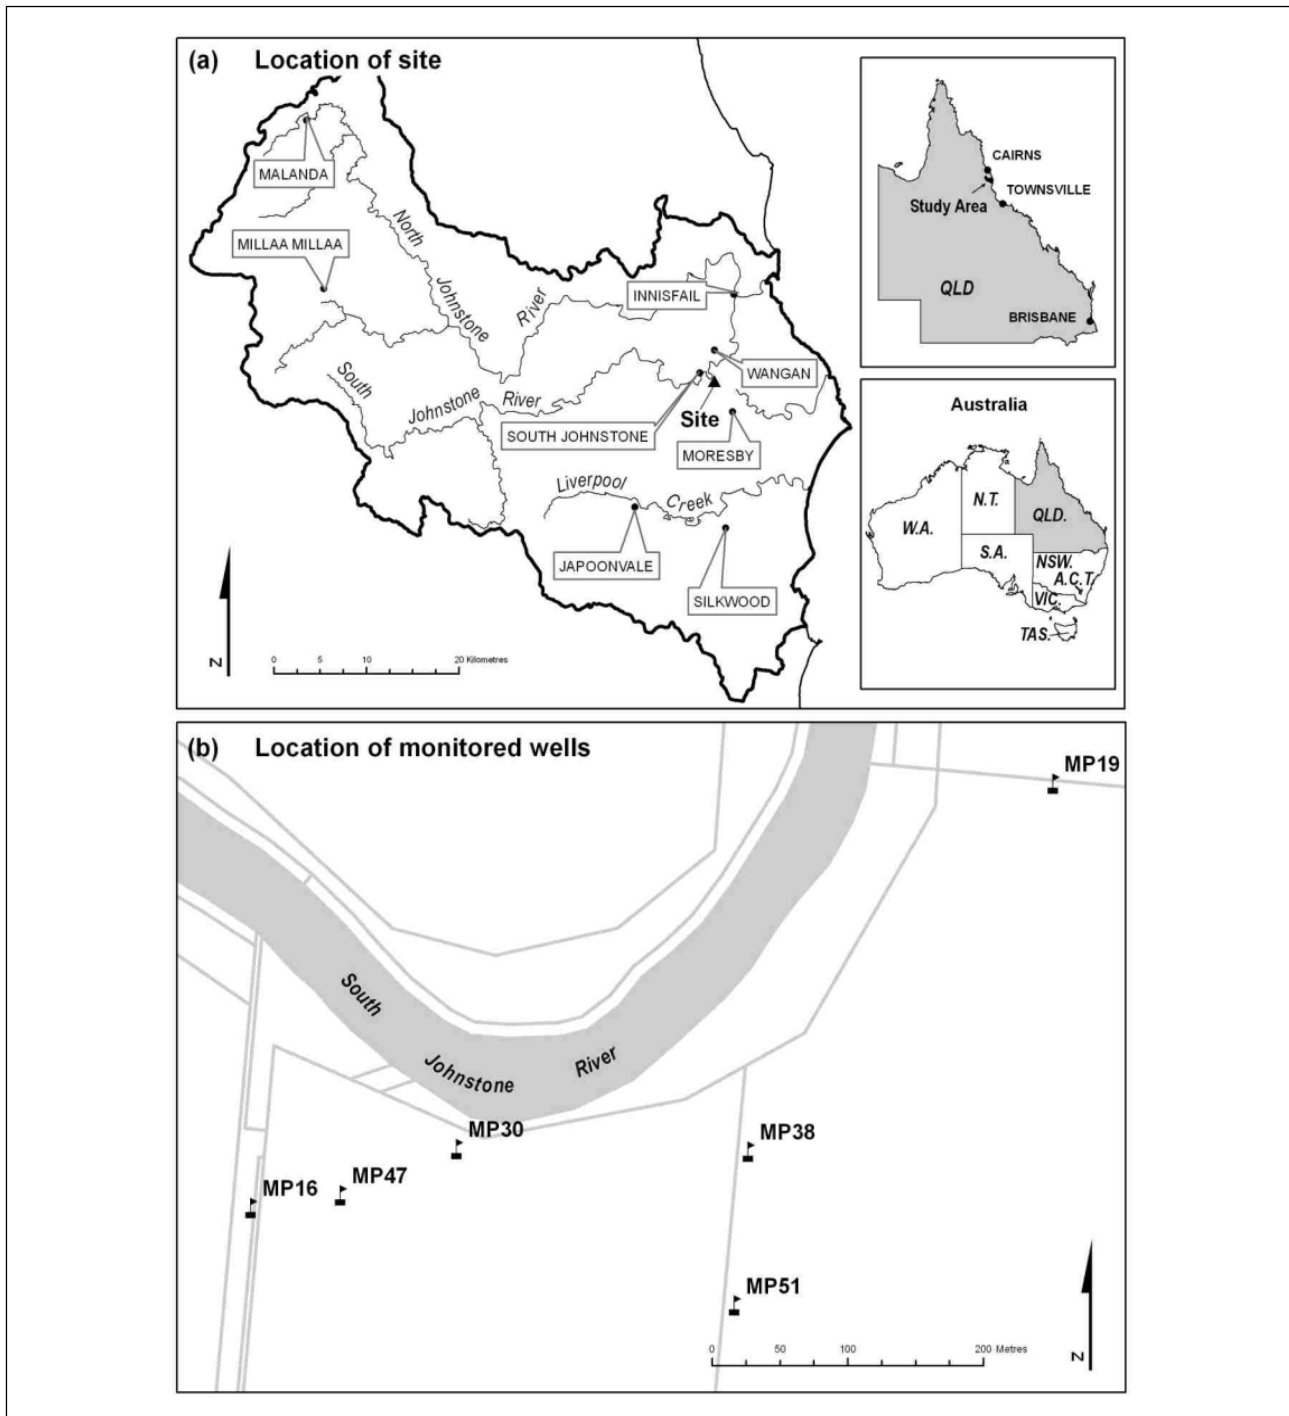 (a) Location of site
MALANDA
MILLAA MILLAA
North
Johnstone
River
INNISFAIL
WANGAN
South
Johnstone
River
SOUTH JOHNSTONE
Site
MORESBY
Liverpool
Creek
JAPOONVALE
SILKWOOD
N
0 5 10 20 Kilometres
CAIRNS
TOWNSVILLE
Study Area
QLD
BRISBANE
Australia
N.T.
QLD.
W.A.
S.A.
NSW.
A.C.T.
VIC.
TAS.
(b) Location of monitored wells
MP19
South
Johnstone
River
MP30
MP38
MP47
MP16
MP51
0 50 100 200 Metres
N